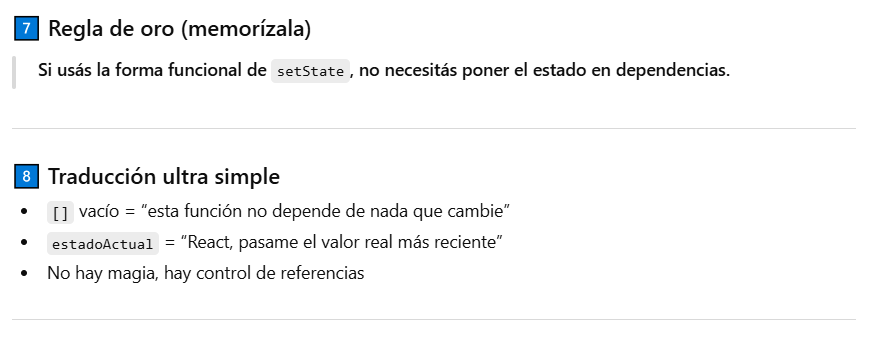 7 Regla de oro (memorízala)
Si usás la forma funcional de setState, no necesitás poner el estado en dependencias.
8 Traducción ultra simple
• [] vacío = “esta función no depende de nada que cambie”
• estadoActual = “React, pasame el valor real más reciente”
• No hay magia, hay control de referencias